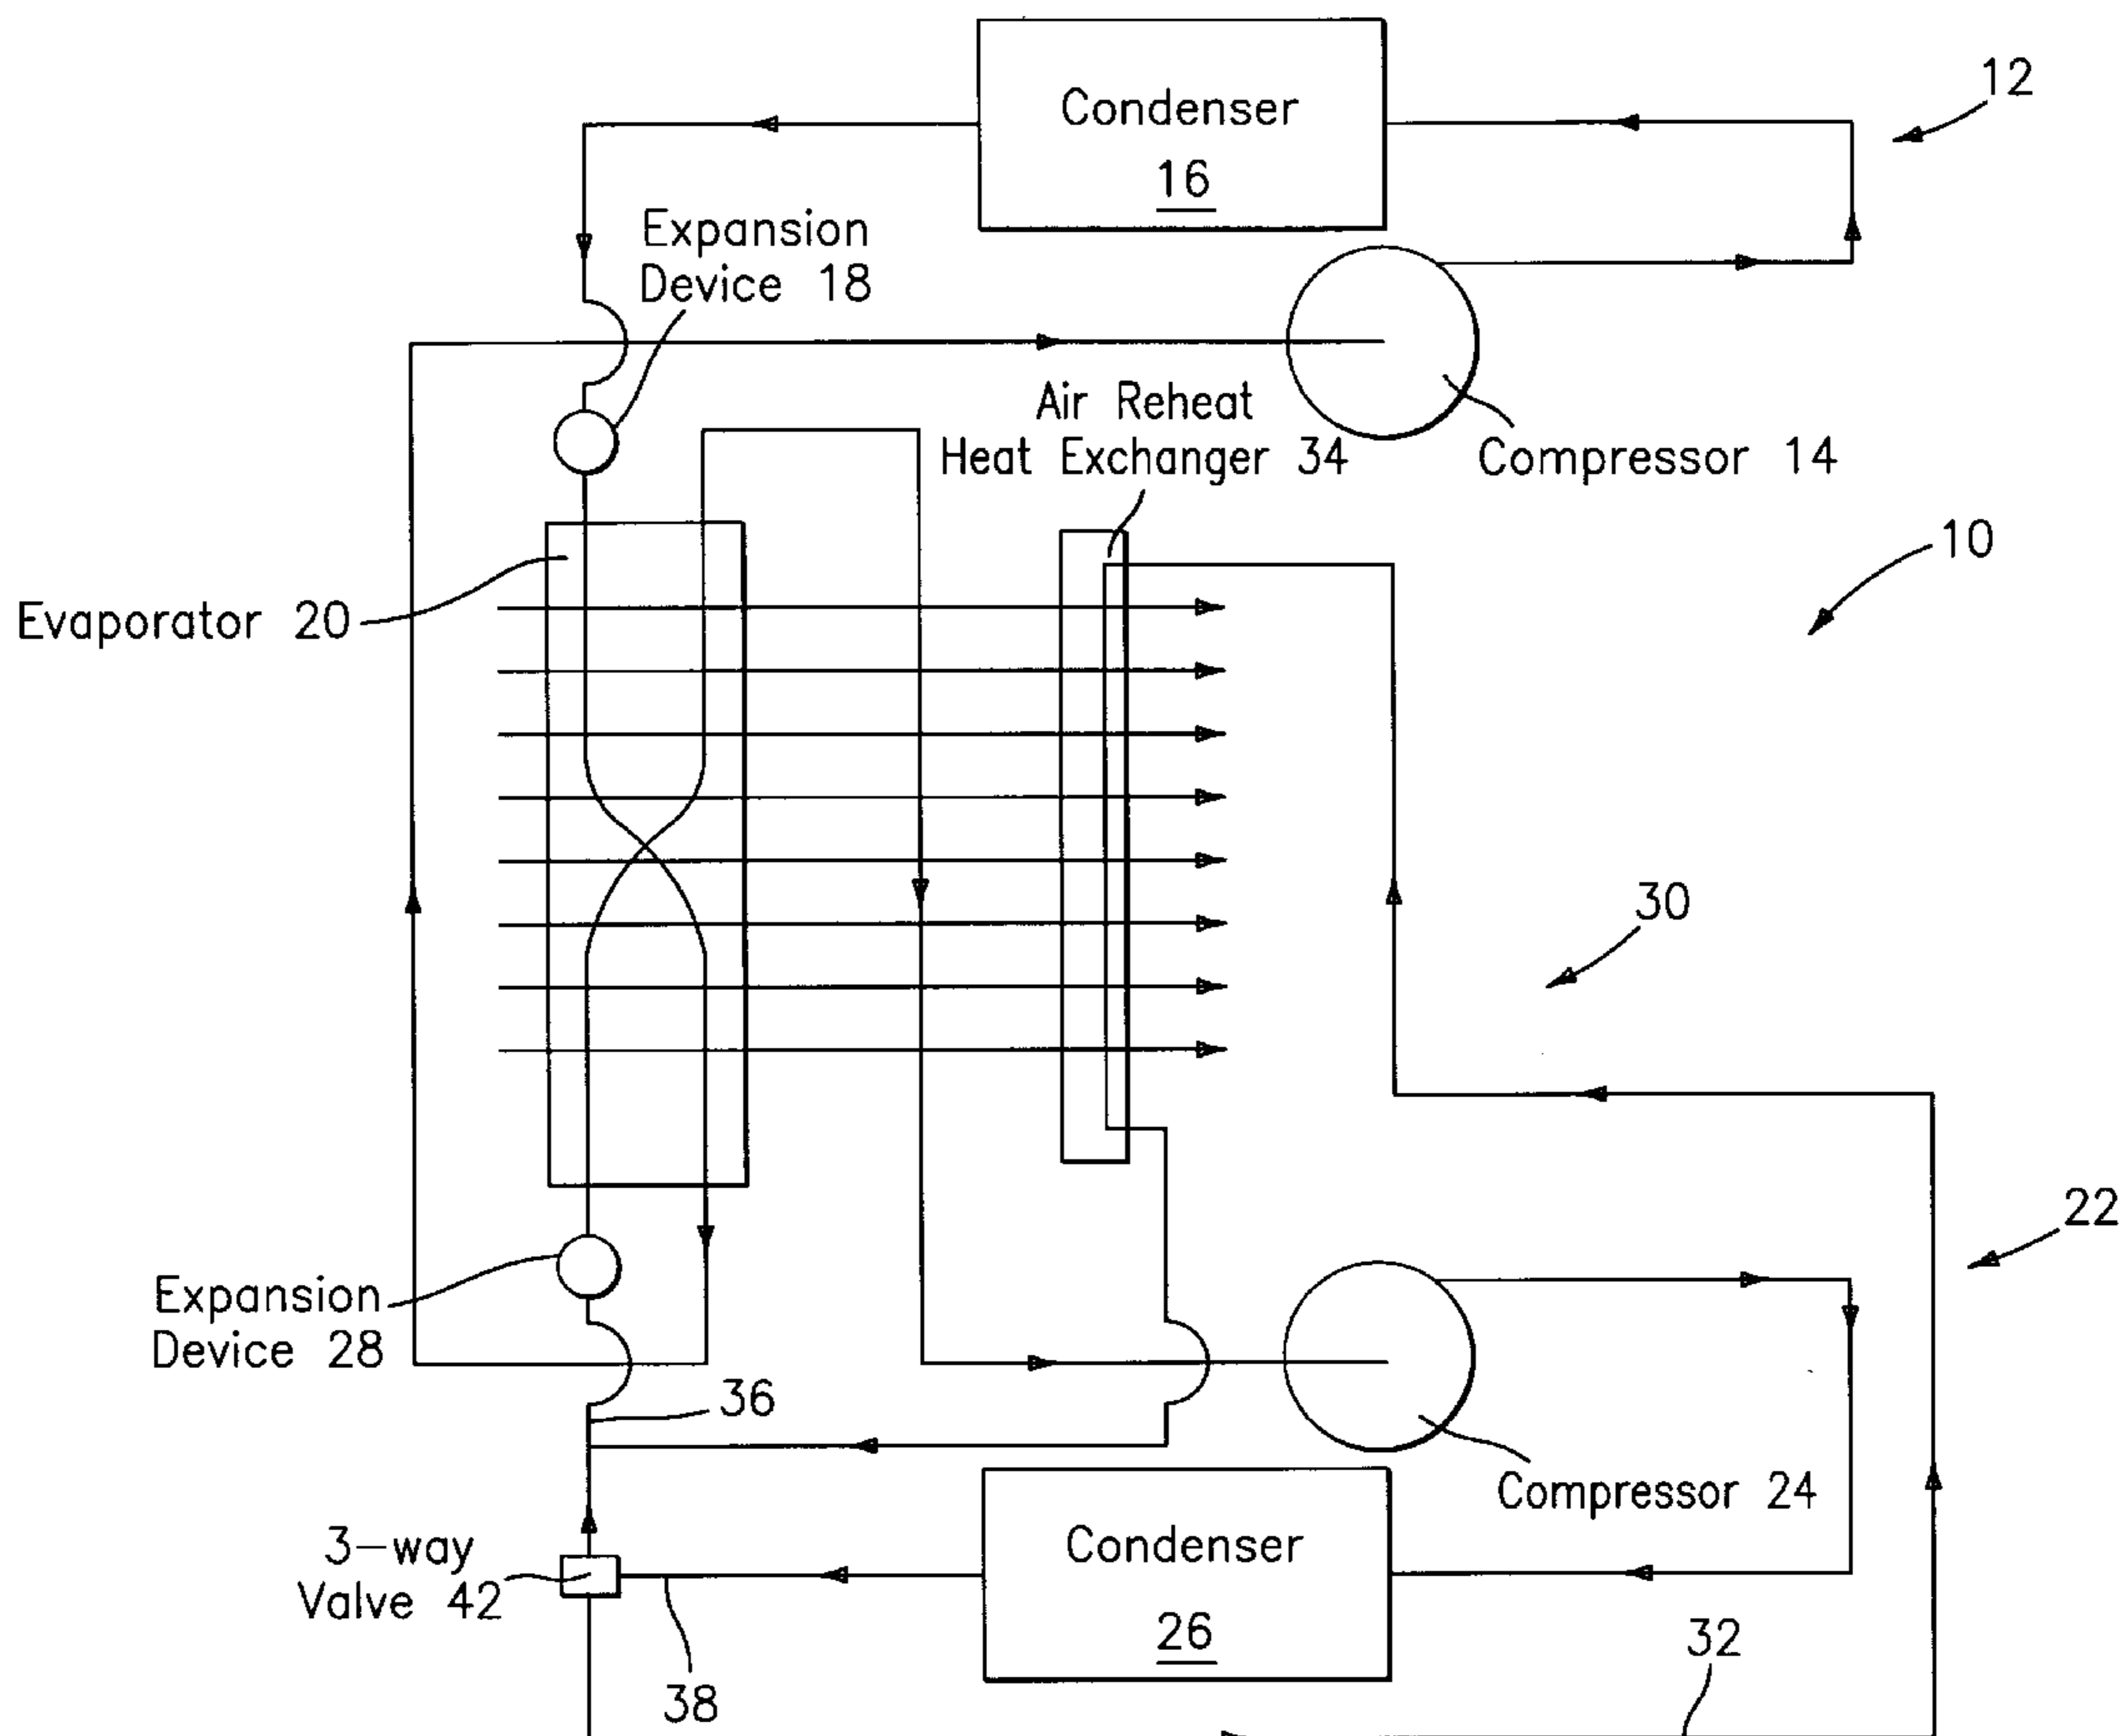 Condenser
16
12
Expansion
Device 18
Air Reheat
Heat Exchanger 34
Compressor 14
10
Evaporator 20
30
22
Expansion
Device 28
36
Compressor 24
3-way
Valve 42
Condenser
26
38
32